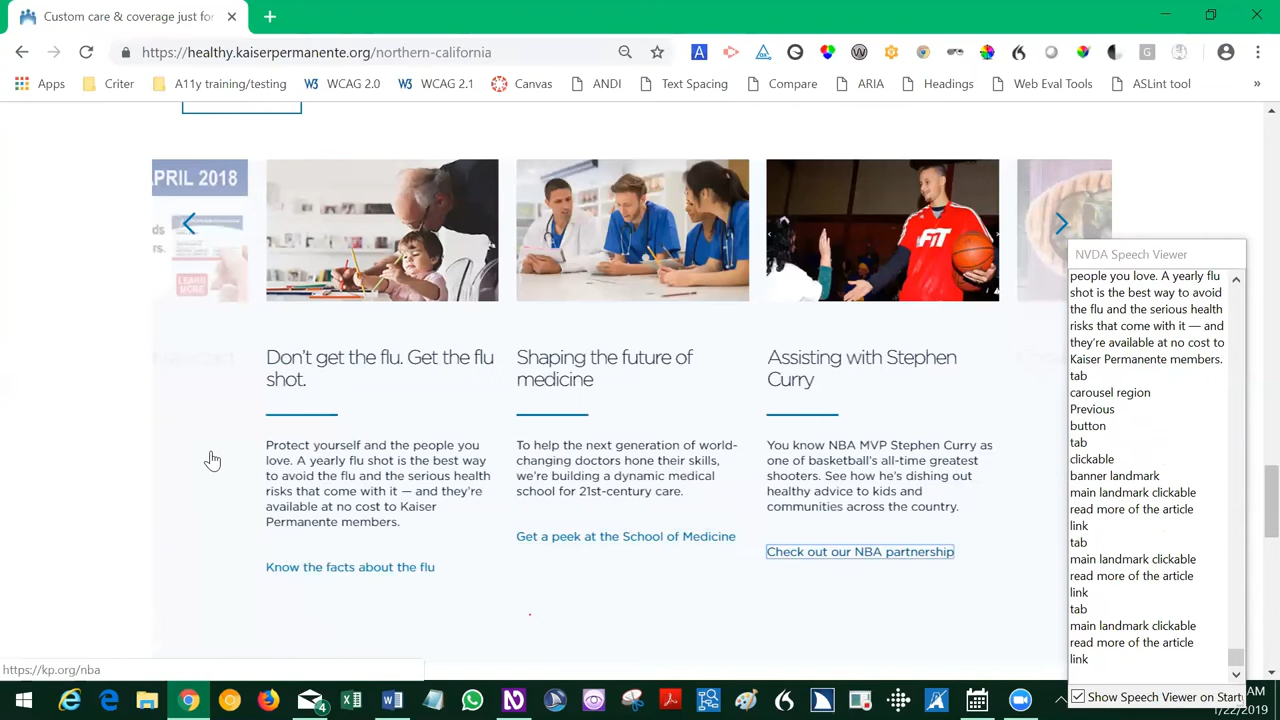 Custom care & coverage just for
https://healthy.kaiserpermanente.org/northern-california
Apps
Criter
A11y training/testing
W3 WCAG 2.0
W3 WCAG 2.1
Canvas
ANDI
Text Spacing
Compare
ARIA
Headings
Web Eval Tools
ASLint tool
»
APRIL 2018
LEARN
MORE
FiT
Don't get the flu. Get the flu
shot.
Protect yourself and the people you
love. A yearly flu shot is the best way
to avoid the flu and the serious health
risks that come with it — and they're
available at no cost to Kaiser
Permanente members.
Know the facts about the flu
Shaping the future of
medicine
To help the next generation of world-
changing doctors hone their skills,
we're building a dynamic medical
school for 21st-century care.
Get a peek at the School of Medicine
Assisting with Stephen
Curry
You know NBA MVP Stephen Curry as
one of basketball's all-time greatest
shooters. See how he's dishing out
healthy advice to kids and
communities across the country.
Check out our NBA partnership
NVDA Speech Viewer
people you love. A yearly flu
shot is the best way to avoid
the flu and the serious health
risks that come with it — and
they're available at no cost to
Kaiser Permanente members.
tab
carousel region
Previous
button
tab
clickable
banner landmark
main landmark clickable
read more of the article
link
tab
main landmark clickable
read more of the article
link
tab
main landmark clickable
read more of the article
link
Show Speech Viewer on Start
https://kp.org/nba
4
AM
1/22/2019